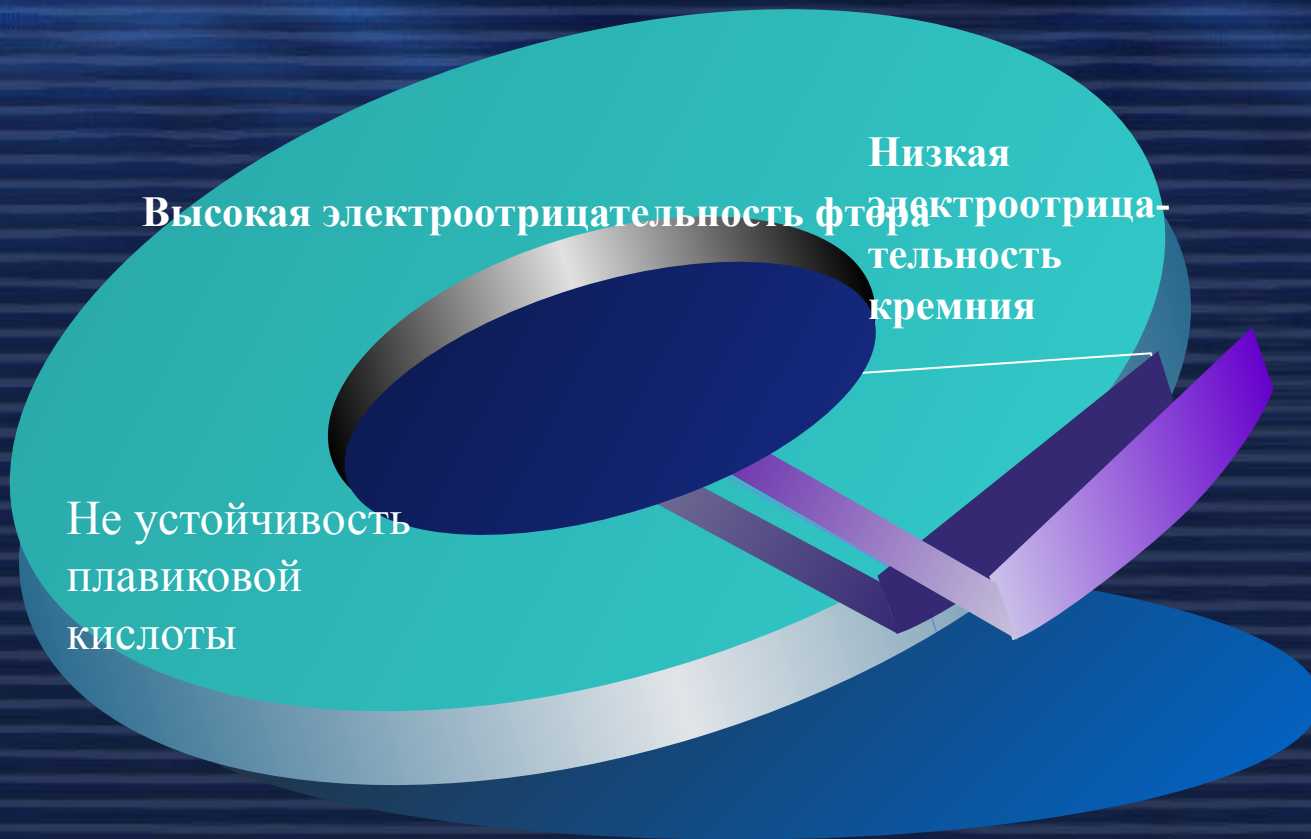 Высокая электроотрицательность фтора
Низкая
электроотрица-
тельность
кремния
Не устойчивость
плавиковой
кислоты